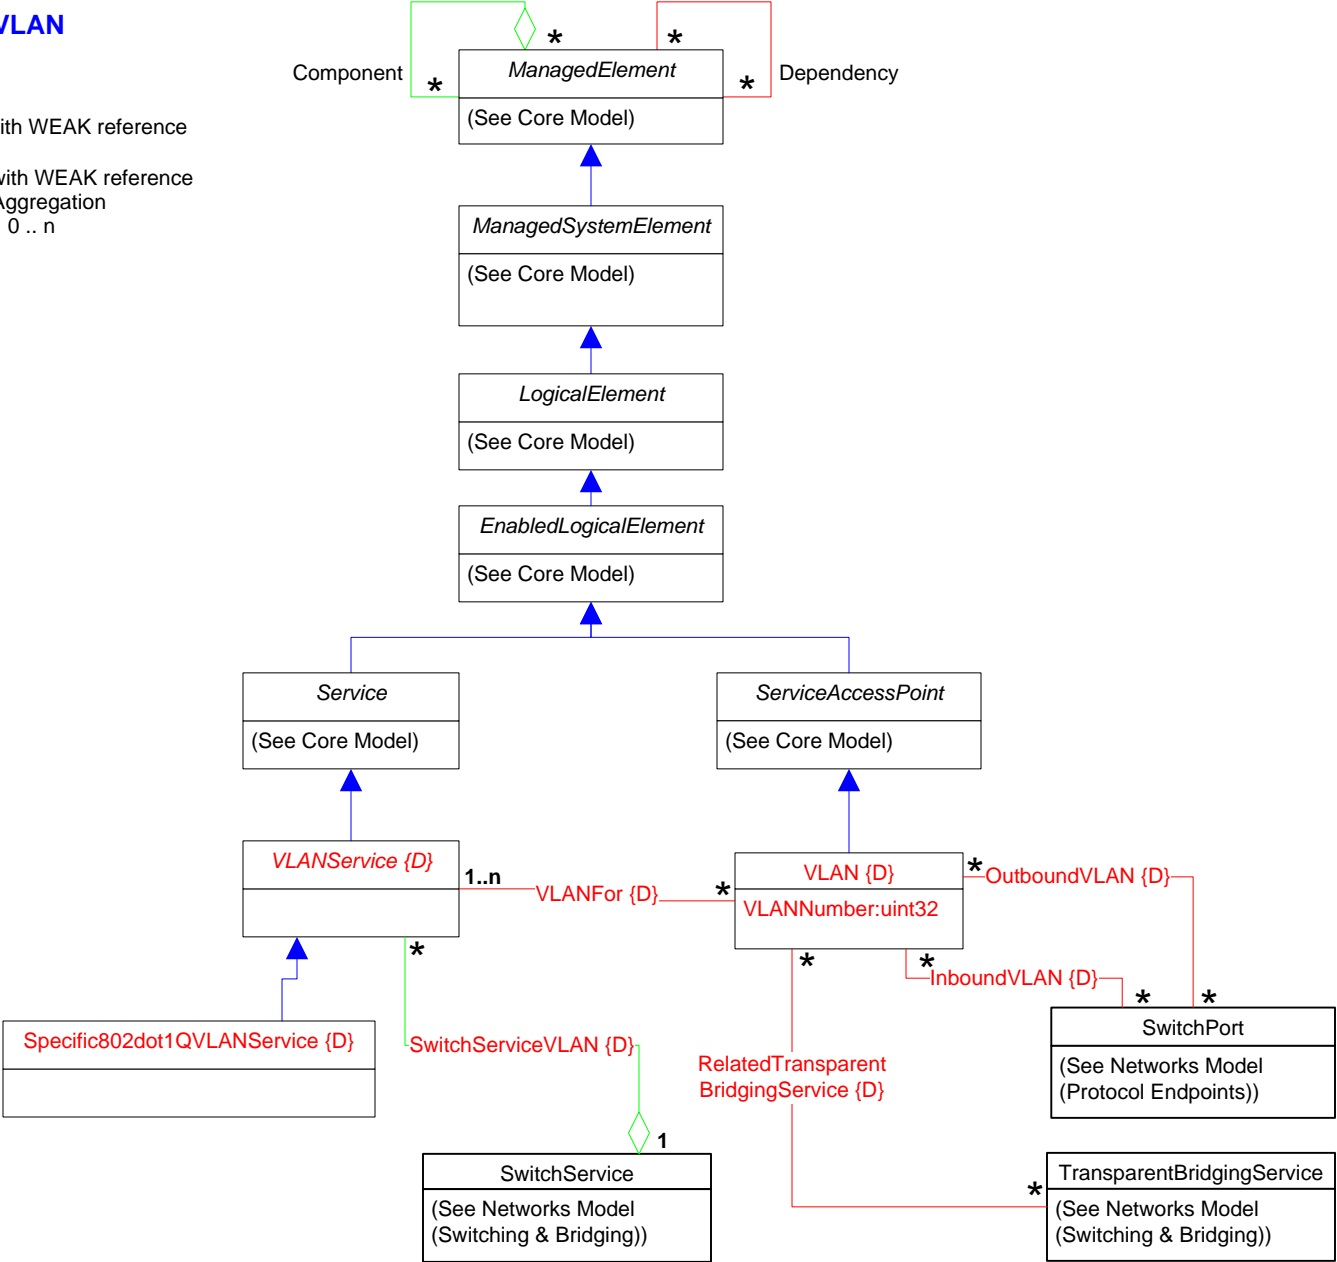 VLAN
* *
Component * ManagedElement * Dependency
(See Core Model)
ith WEAK reference
with WEAK reference
Aggregation
0 .. n
ManagedSystemElement
(See Core Model)
LogicalElement
(See Core Model)
EnabledLogicalElement
(See Core Model)
Service
(See Core Model)
ServiceAccessPoint
(See Core Model)
VLANService {D}
1..n
VLANFor {D}
*
VLAN {D}
VLANNumber:uint32
*
OutboundVLAN {D}
*
*
*
InboundVLAN {D}
* *
SwitchPort
(See Networks Model
(Protocol Endpoints))
Specific802dot1QVLANService {D}
SwitchServiceVLAN {D}
RelatedTransparent
BridgingService {D}
1
SwitchService
(See Networks Model
(Switching & Bridging))
*
TransparentBridgingService
(See Networks Model
(Switching & Bridging))